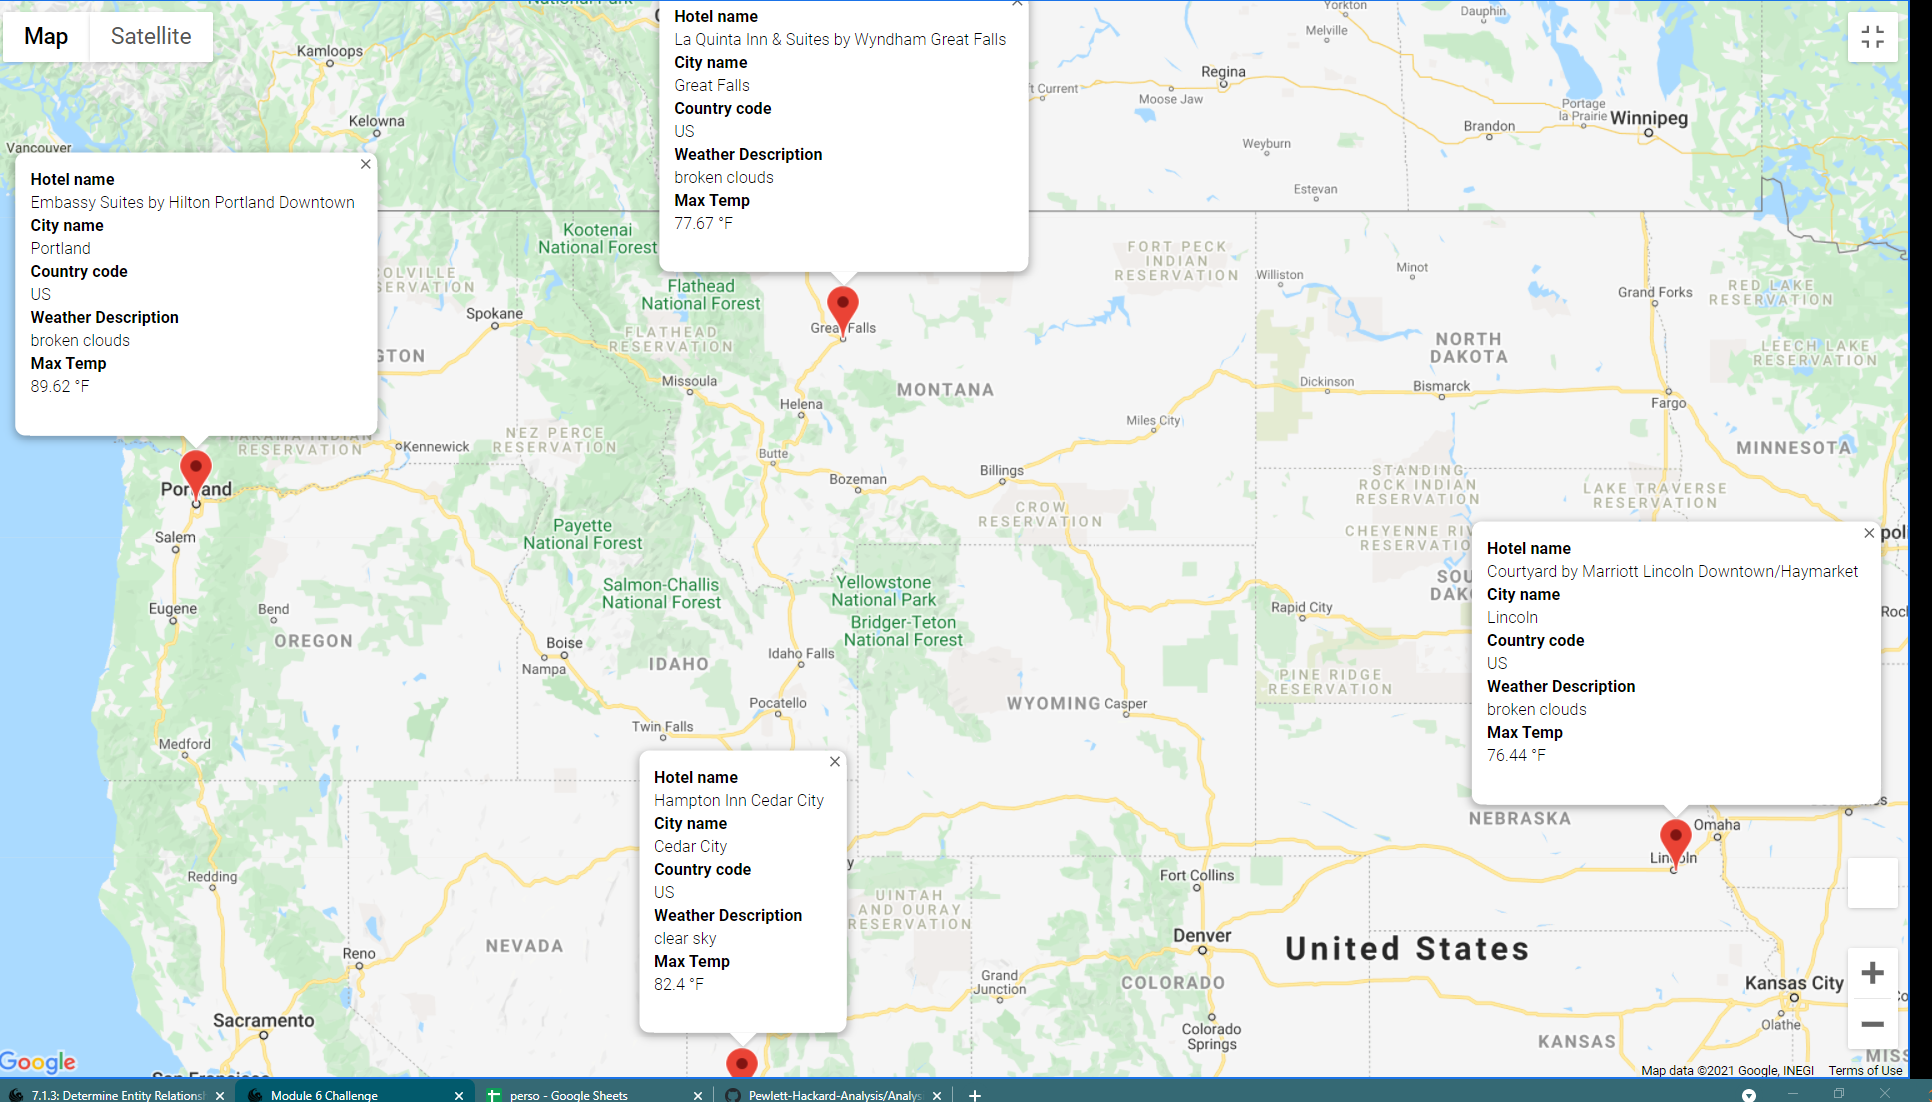 Map
Satellite
Hotel name
La Quinta Inn & Suites by Wyndham Great Falls
City name
Great Falls
Country code
US
Weather Description
broken clouds
Max Temp
77.67 °F
Hotel name
Embassy Suites by Hilton Portland Downtown
City name
Portland
Country code
US
Weather Description
broken clouds
Max Temp
89.62 °F
Hotel name
Courtyard by Marriott Lincoln Downtown/Haymarket
City name
Lincoln
Country code
US
Weather Description
broken clouds
Max Temp
76.44 °F
Hotel name
Hampton Inn Cedar City
City name
Cedar City
Country code
US
Weather Description
clear sky
Max Temp
82.4 °F
Kamloops
Kelowna
Vancouver
Yorkton
Melville
Dauphin
Regina
Moose Jaw
Current
Portage
la Prairie
Winnipeg
Brandon
Weyburn
Estevan
Kootenai
National Forest
Flathead
National Forest
FLATHEAD
RESERVATION
Spokane
Great Falls
FORT PECK
INDIAN
RESERVATION
Williston
Minot
Grand Forks
RED LAKE
RESERVATION
NORTH
DAKOTA
LEECH LAKE
RESERVATION
Missoula
Helena
MONTANA
Dickinson
Bismarck
Fargo
Miles City
MINNESOTA
Kennewick
NEZ PERCE
RESERVATION
RESERVATION
Butte
Bozeman
Billings
CROW
RESERVATION
STANDING
ROCK INDIAN
RESERVATION
LAKE TRAVERSE
RESERVATION
CHEYENNE
Portland
Salem
Payette
National Forest
Salmon-Challis
National Forest
Yellowstone
National Park
Bridger-Teton
National Forest
Rapid City
Eugene
Bend
OREGON
Boise
Nampa
IDAHO
Idaho Falls
PINE RIDGE
RESERVATION
Pocatello
WYOMING
Casper
Twin Falls
Medford
NEBRASKA
Omaha
Lincoln
Redding
Fort Collins
UINTAH
AND OURAY
RESERVATION
NEVADA
Reno
Denver
United States
Grand
Junction
COLORADO
Kansas City
Olathe
Sacramento
Colorado
Springs
KANSAS
Google
Map data ©2021 Google, INEGI
Terms of Use
7.1.3: Determine Entity Relations
Module 6 Challenge
perso - Google Sheets
Pewlett-Hackard-Analysis/Analys